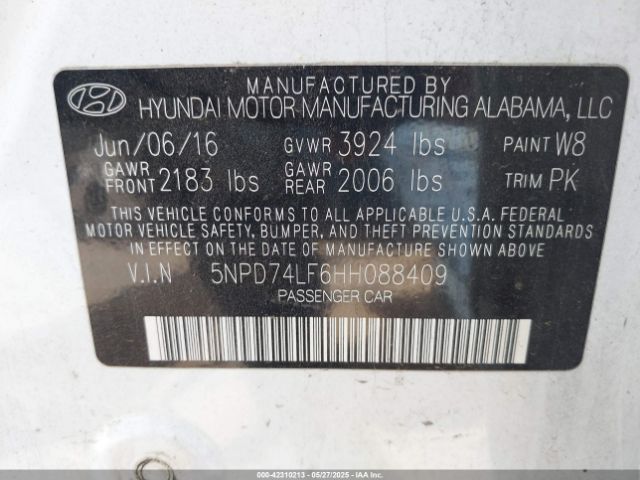 MANUFACTURED BY
HYUNDAI MOTOR MANUFACTURING ALABAMA, LLC
Jun/06/16 GVWR 3924 lbs PAINT W8
GAWR FRONT 2183 lbs GAWR REAR 2006 lbs TRIM PK
THIS VEHICLE CONFORMS TO ALL APPLICABLE U.S.A. FEDERAL
MOTOR VEHICLE SAFETY, BUMPER, AND THEFT PREVENTION STANDARDS
IN EFFECT ON THE DATE OF MANUFACTURE SHOWN ABOVE
V.I.N 5NPD74LF6HH088409
PASSENGER CAR
000-42310213 - 05/27/2025 - IAAI.COM